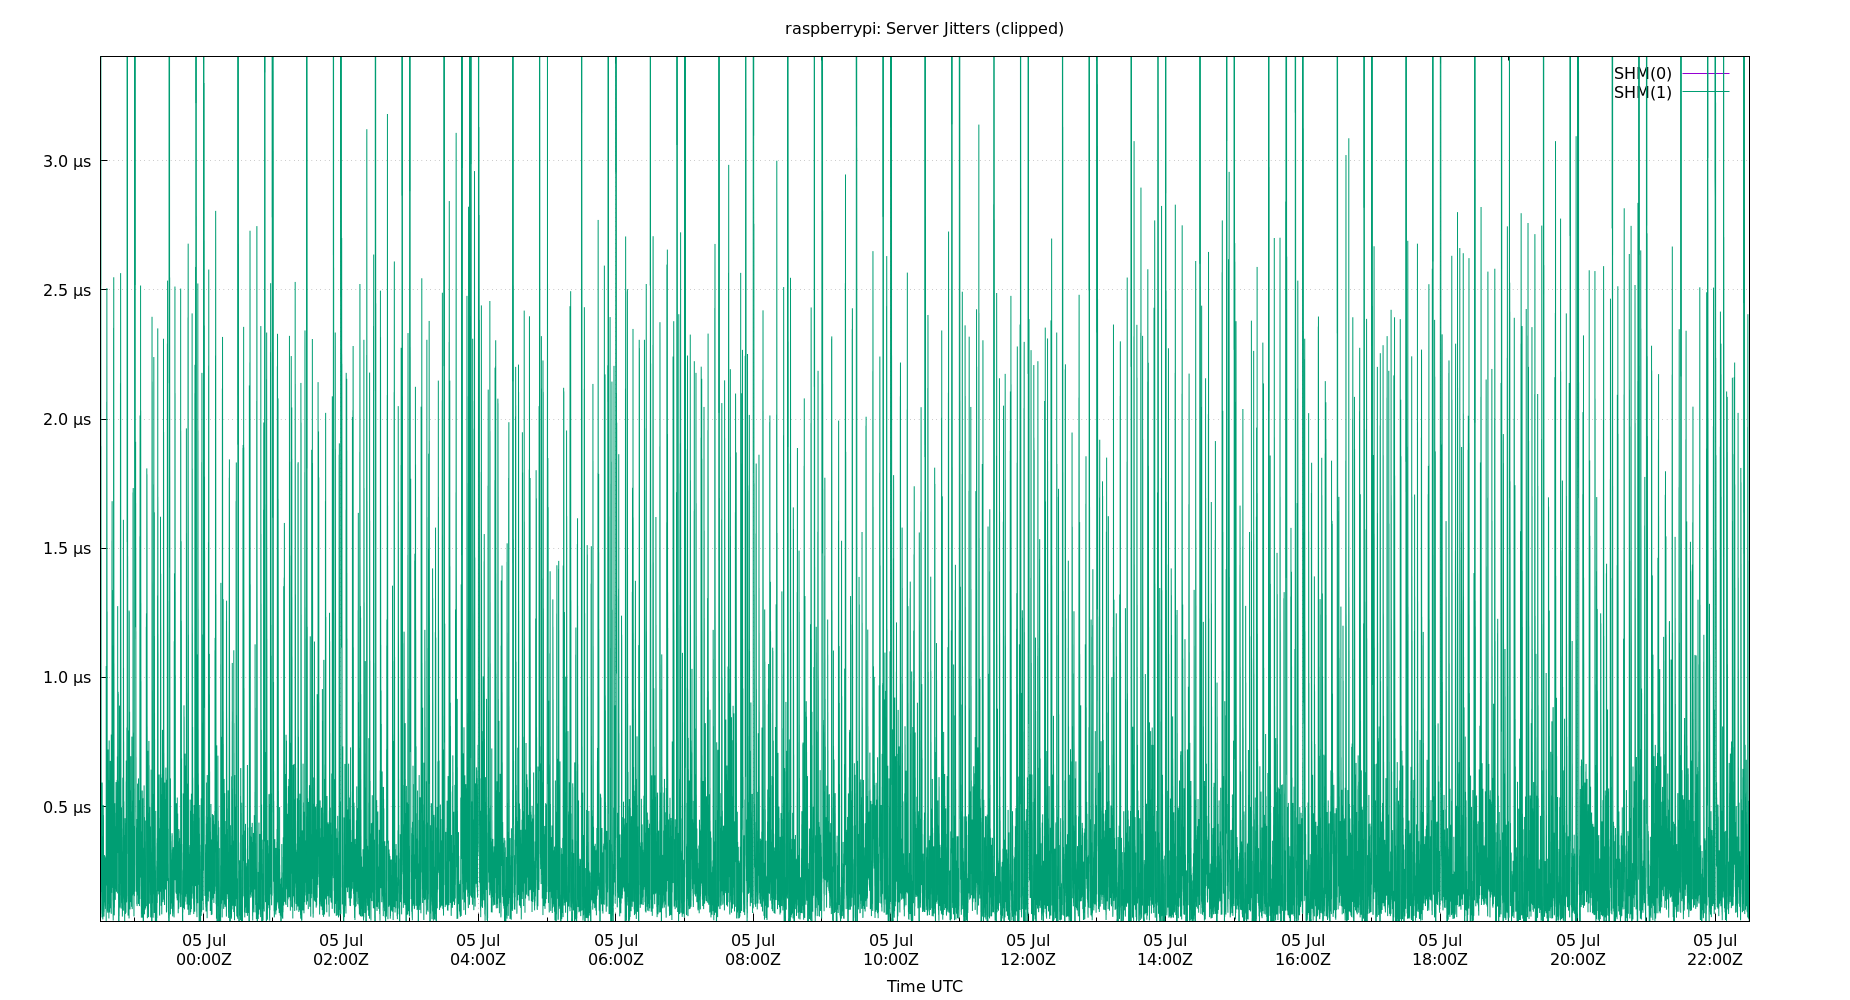 raspberrypi: Server Jitters (clipped)
SHM(0)
SHM(1)
3.0 µs
2.5 µs
2.0 µs
1.5 µs
1.0 µs
0.5 µs
05 Jul 05 Jul 05 Jul 05 Jul 05 Jul 05 Jul 05 Jul 05 Jul 05 Jul 05 Jul 05 Jul 05 Jul
00:00Z 02:00Z 04:00Z 06:00Z 08:00Z 10:00Z 12:00Z 14:00Z 16:00Z 18:00Z 20:00Z 22:00Z
Time UTC